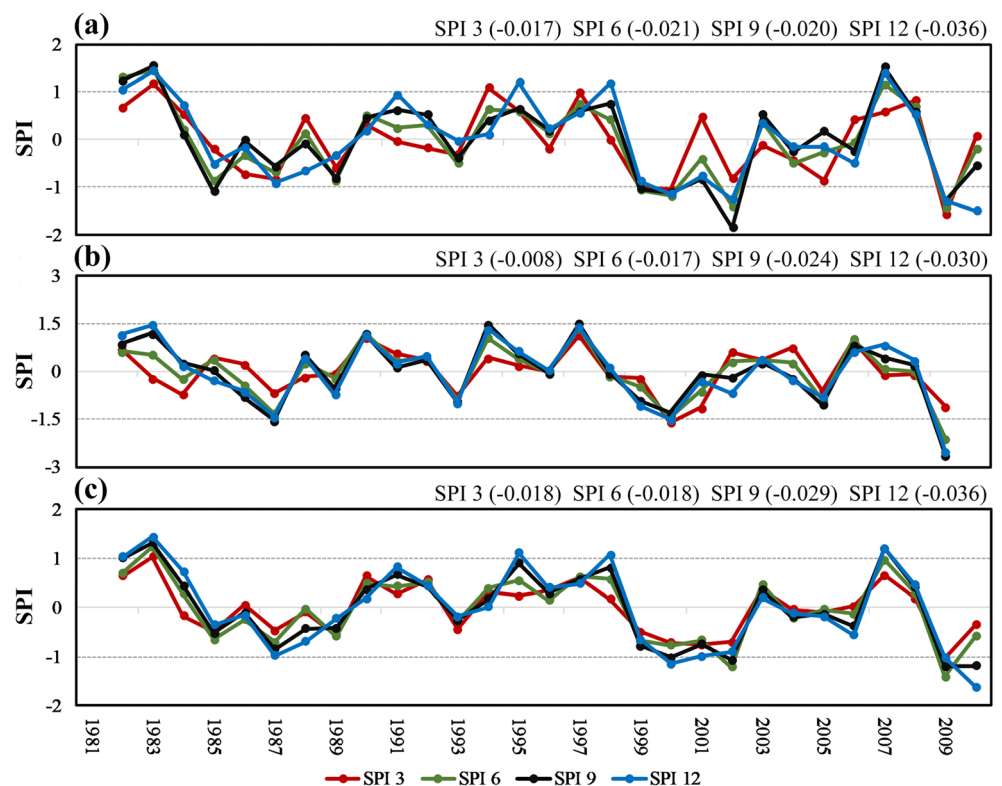 (a) SPI 3 (-0.017) SPI 6 (-0.021) SPI 9 (-0.020) SPI 12 (-0.036)
2
1
0
-1
-2
SPI
(b) SPI 3 (-0.008) SPI 6 (-0.017) SPI 9 (-0.024) SPI 12 (-0.030)
3
1.5
0
-1.5
-3
SPI
(c) SPI 3 (-0.018) SPI 6 (-0.018) SPI 9 (-0.029) SPI 12 (-0.036)
2
1
0
-1
-2
SPI
1981 1983 1985 1987 1989 1991 1993 1995 1997 1999 2001 2003 2005 2007 2009
SPI 3 SPI 6 SPI 9 SPI 12